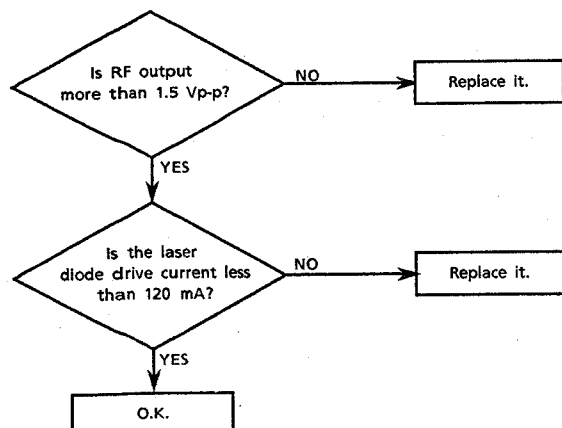 Is RF output
more than 1.5 Vp-p?
NO
Replace it.
YES
Is the laser
diode drive current less
than 120 mA?
NO
Replace it.
YES
O.K.